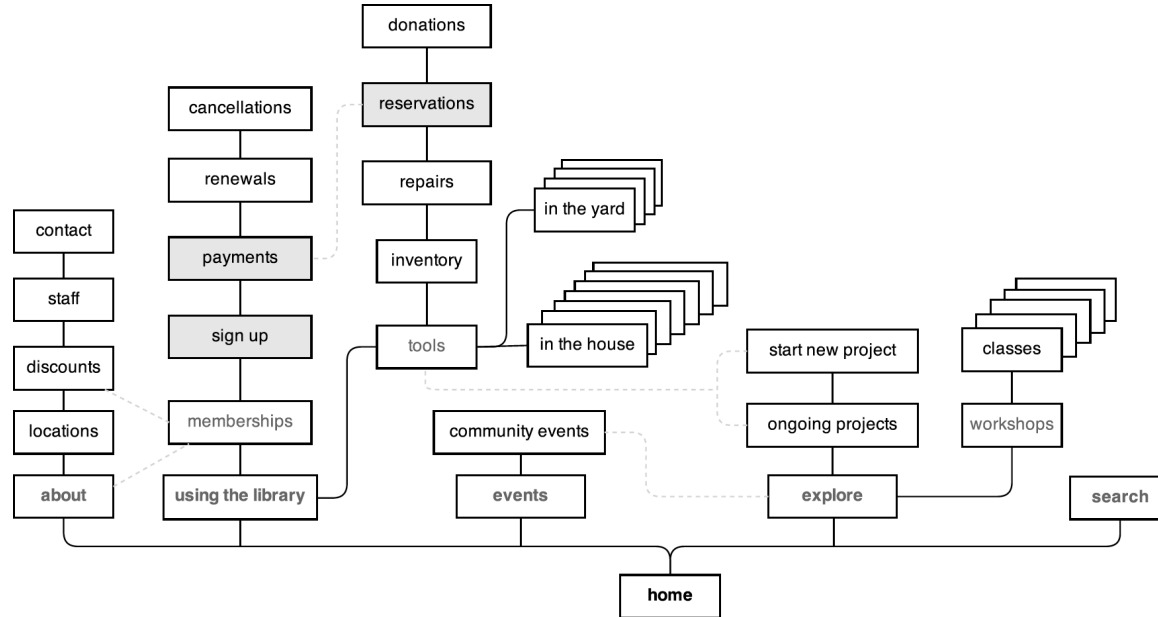 donations
cancellations
reservations
renewals
repairs
in the yard
contact
payments
inventory
staff
sign up
tools
in the house
start new project
classes
discounts
memberships
locations
community events
ongoing projects
workshops
about
using the library
events
explore
search
home